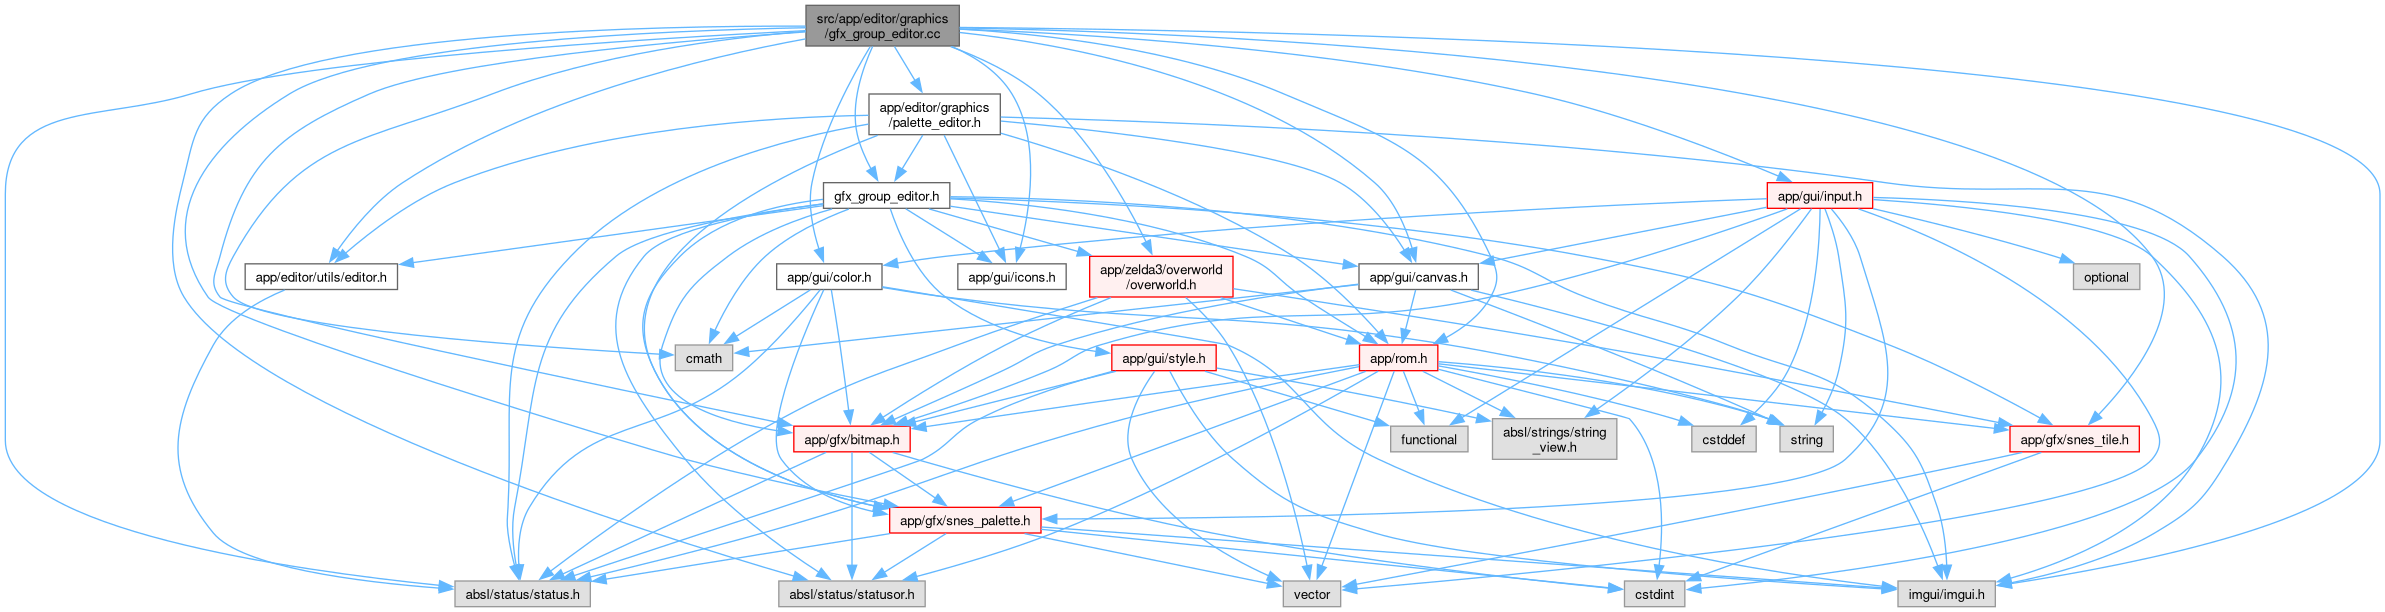 src/app/editor/graphics
/gfx_group_editor.cc
app/editor/graphics
/palette_editor.h
gfx_group_editor.h
app/gui/input.h
app/editor/utils/editor.h
app/gui/color.h
app/gui/icons.h
app/zelda3/overworld
/overworld.h
app/gui/canvas.h
optional
cmath
app/gui/style.h
app/rom.h
app/gfx/bitmap.h
functional
absl/strings/string
_view.h
cstddef
string
app/gfx/snes_tile.h
app/gfx/snes_palette.h
absl/status/status.h
absl/status/statusor.h
vector
cstdint
imgui/imgui.h